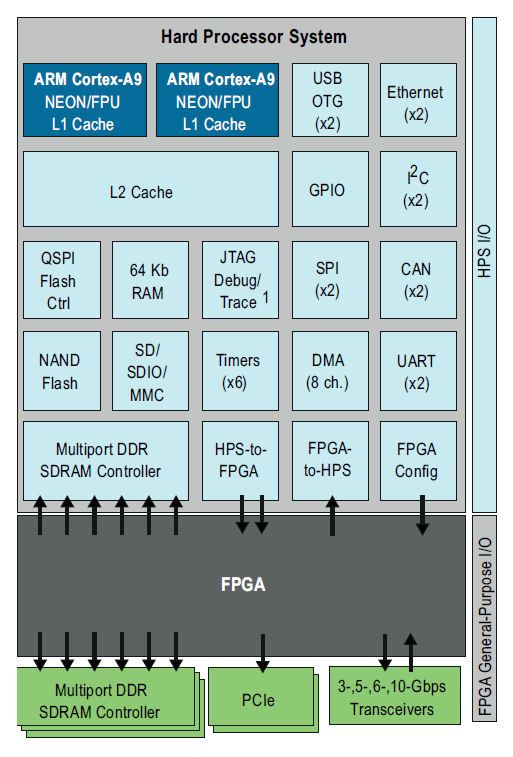 Hard Processor System
ARM Cortex-A9
NEON/FPU
L1 Cache
ARM Cortex-A9
NEON/FPU
L1 Cache
USB
OTG
(x2)
Ethernet
(x2)
L2 Cache
GPIO
I2C
(x2)
QSPI
Flash
Ctrl
64 Kb
RAM
JTAG
Debug/
Trace 1
SPI
(x2)
CAN
(x2)
NAND
Flash
SD/
SDIO/
MMC
Timers
(x6)
DMA
(8 ch.)
UART
(x2)
Multiport DDR
SDRAM Controller
HPS-to-
FPGA
FPGA-
to-HPS
FPGA
Config
HPS I/O
FPGA
FPGA General-Purpose I/O
Multiport DDR
SDRAM Controller
PCIe
3-,5-,6-,10-Gbps
Transceivers